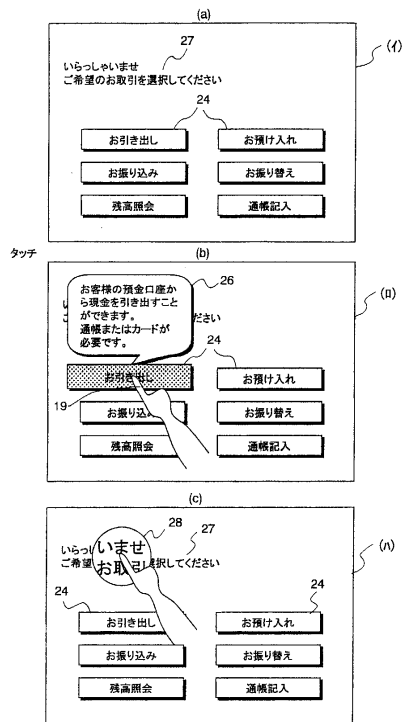 (a)
(イ)
27
いらっしゃいませ
ご希望のお取引を選択してください
24
お引き出し お預け入れ
お振り込み お振り替え
残高照会 通帳記入
タッチ (b)
(ロ)
26
お客様の預金口座か
ら現金を引き出すこと
ができます。
通帳またはカードが
必要です。
い
ご ください
24
お引き出し お預け入れ
19
お振り込み お振り替え
残高照会 通帳記入
(c)
(ハ)
28
27
いませ
お取引
いらっし
ご希望 選択してください
24 24
お引き出し お預け入れ
お振り込み お振り替え
残高照会 通帳記入